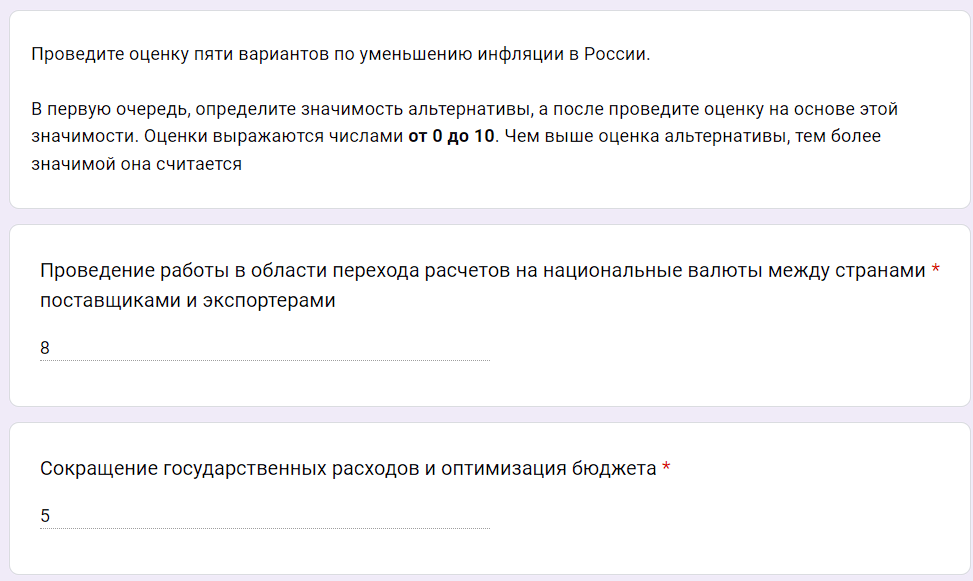 Проведите оценку пяти вариантов по уменьшению инфляции в России.
В первую очередь, определите значимость альтернативы, а после проведите оценку на основе этой
значимости. Оценки выражаются числами от 0 до 10. Чем выше оценка альтернативы, тем более
значимой она считается
Проведение работы в области перехода расчетов на национальные валюты между странами *
поставщиками и экспортерами
8
Сокращение государственных расходов и оптимизация бюджета *
5